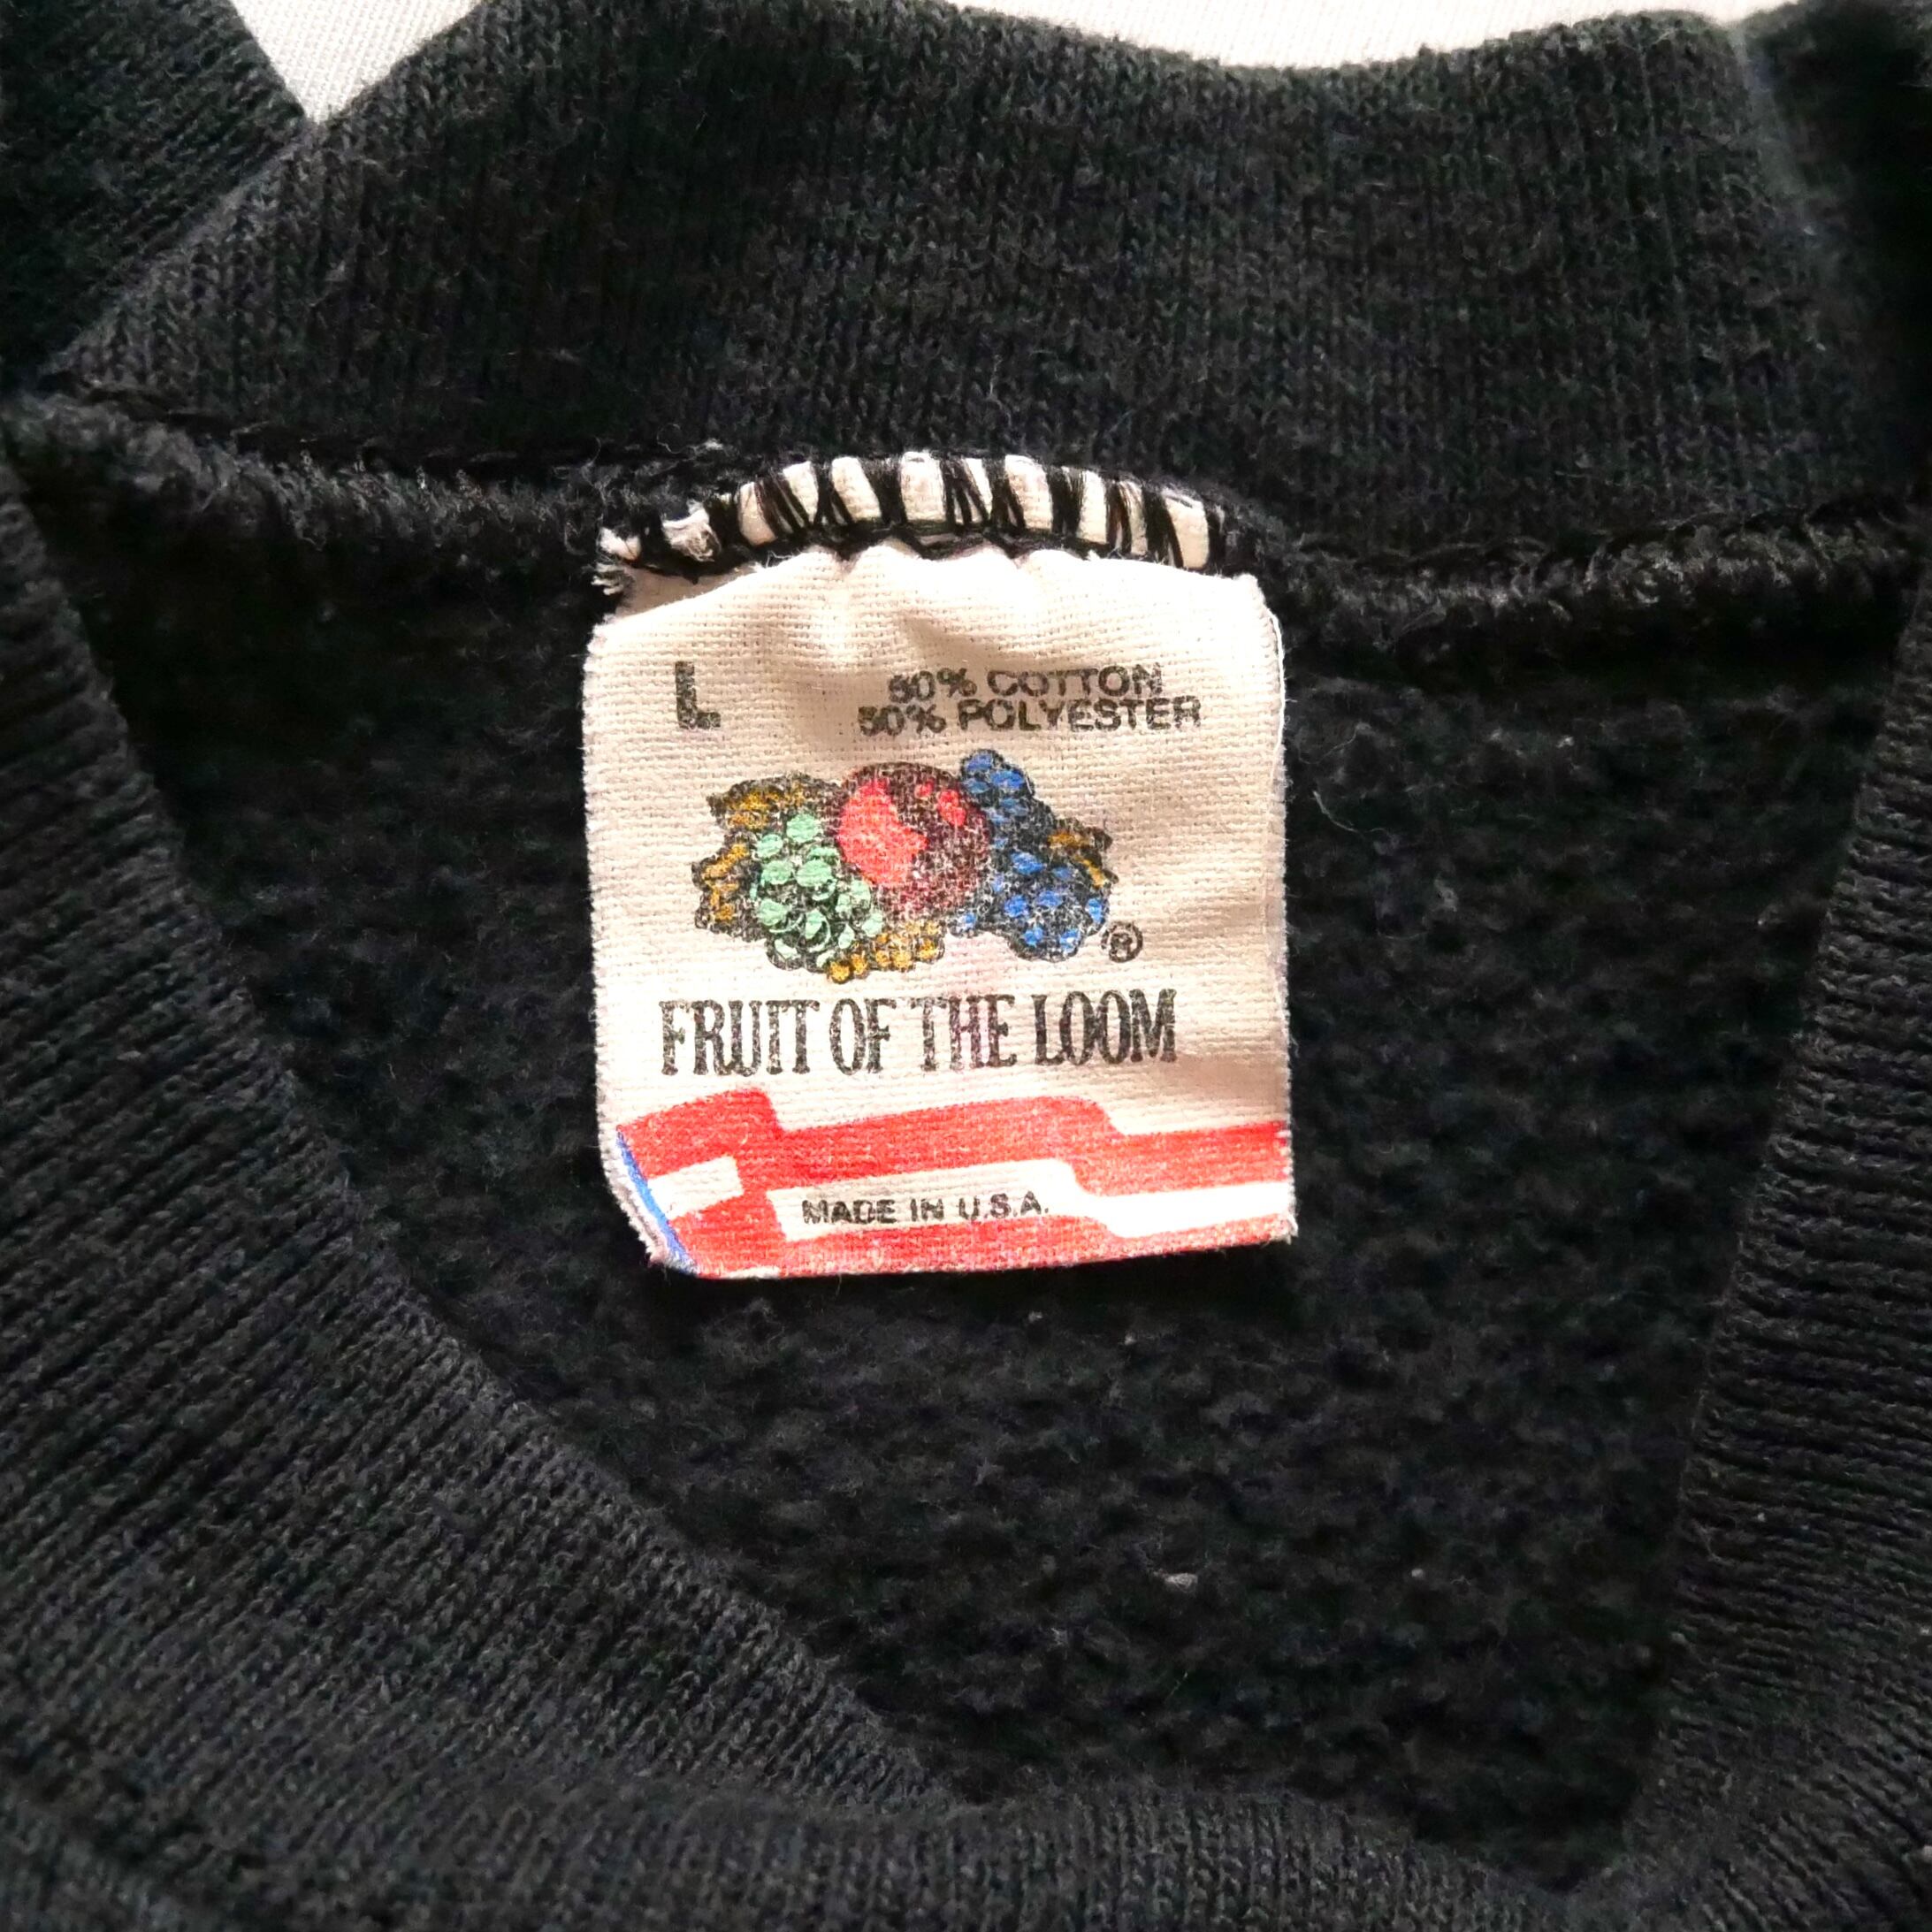 L
50% COTTON
50% POLYESTER
®
FRUIT OF THE LOOM
MADE IN U.S.A.